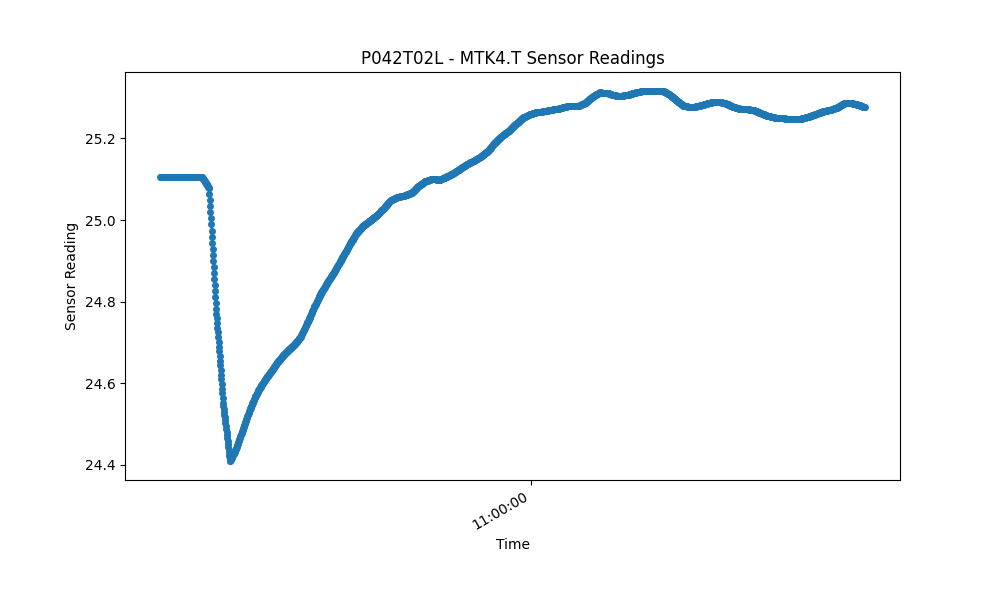 P042T02L - MTK4.T Sensor Readings
Sensor Reading
25.2
25.0
24.8
24.6
24.4
11:00:00
Time